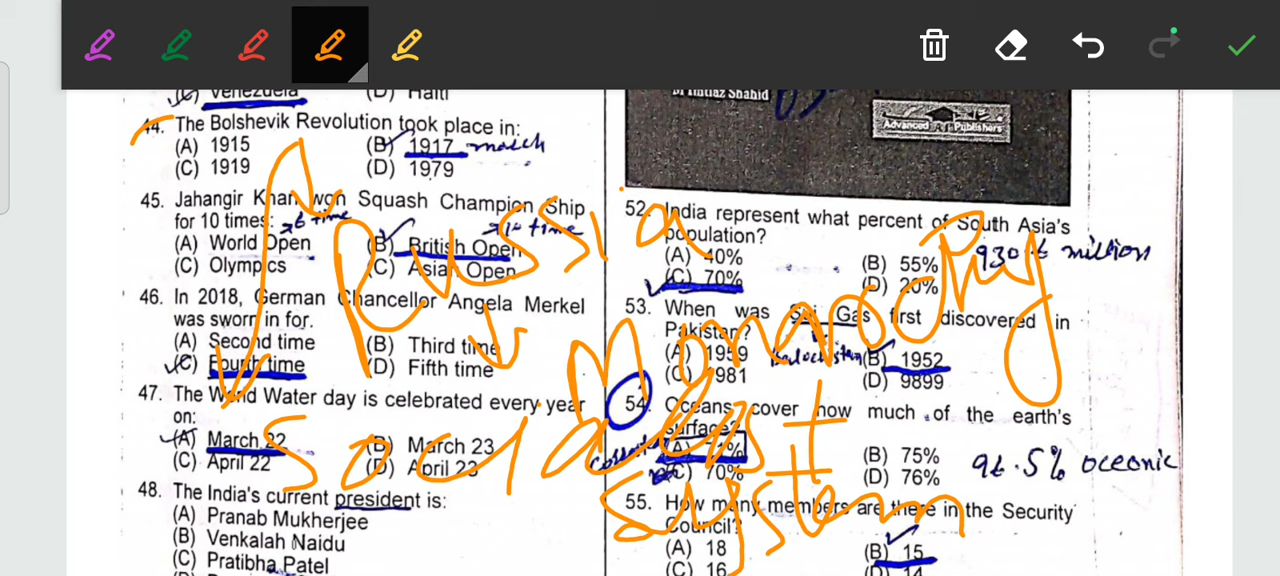 (C) Venezuela (D) Haiti
44. The Bolshevik Revolution took place in:
(A) 1915 (B) 1917 march
(C) 1919 (D) 1979
45. Jahangir Khan won Squash Champion Ship
for 10 times: 6 time 10 time
(A) World Open (B) British Open
(C) Olympics (C) Asian Open
46. In 2018, German Chancellor Angela Merkel
was sworn in for.
(A) Second time (B) Third time
(C) Fourth time (D) Fifth time
47. The World Water day is celebrated every year
on:
(A) March 22 (B) March 23
(C) April 22 (D) April 23
48. The India's current president is:
(A) Pranab Mukherjee
(B) Venkalah Naidu
(C) Pratibha Patel
Imtiaz Shahid
Advanced Publishers
52. India represent what percent of South Asia's
population?
(A) 40% (B) 55% 930.6 million
(C) 70% (D) 20%
53. When was Sui Gas first discovered in
Pakistan?
(A) 1959 Balochistan (B) 1952
(C) 1981 (D) 9899
54. Oceans cover how much of the earth's
surface?
correct (A) 71% (B) 75% 96.5% oceanic
(C) 70% (D) 76%
55. How many members are there in the Security
Council?
(A) 18 (B) 15
(C) 16 (D) 14
Russia
Monarchy
Socialist
System